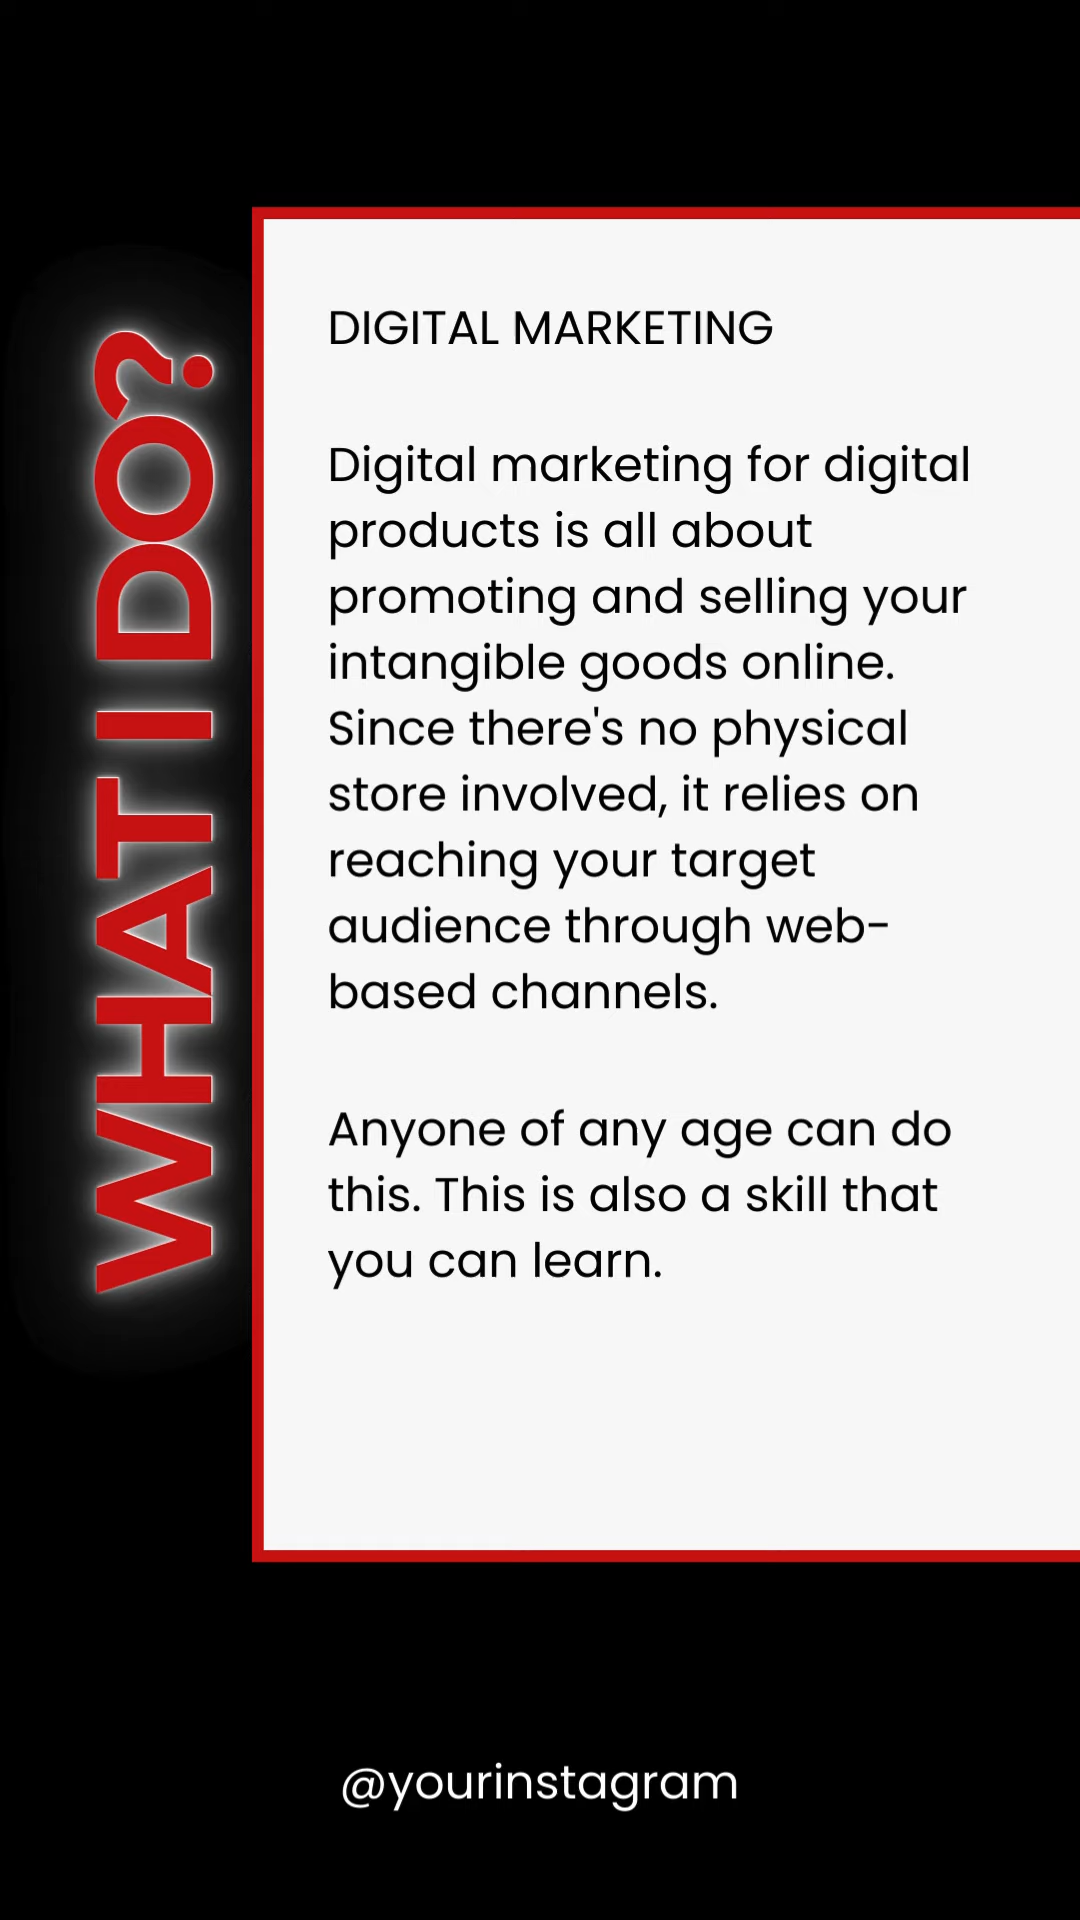 WHAT I DO?
DIGITAL MARKETING
Digital marketing for digital
products is all about
promoting and selling your
intangible goods online.
Since there's no physical
store involved, it relies on
reaching your target
audience through web-
based channels.
Anyone of any age can do
this. This is also a skill that
you can learn.
@yourinstagram